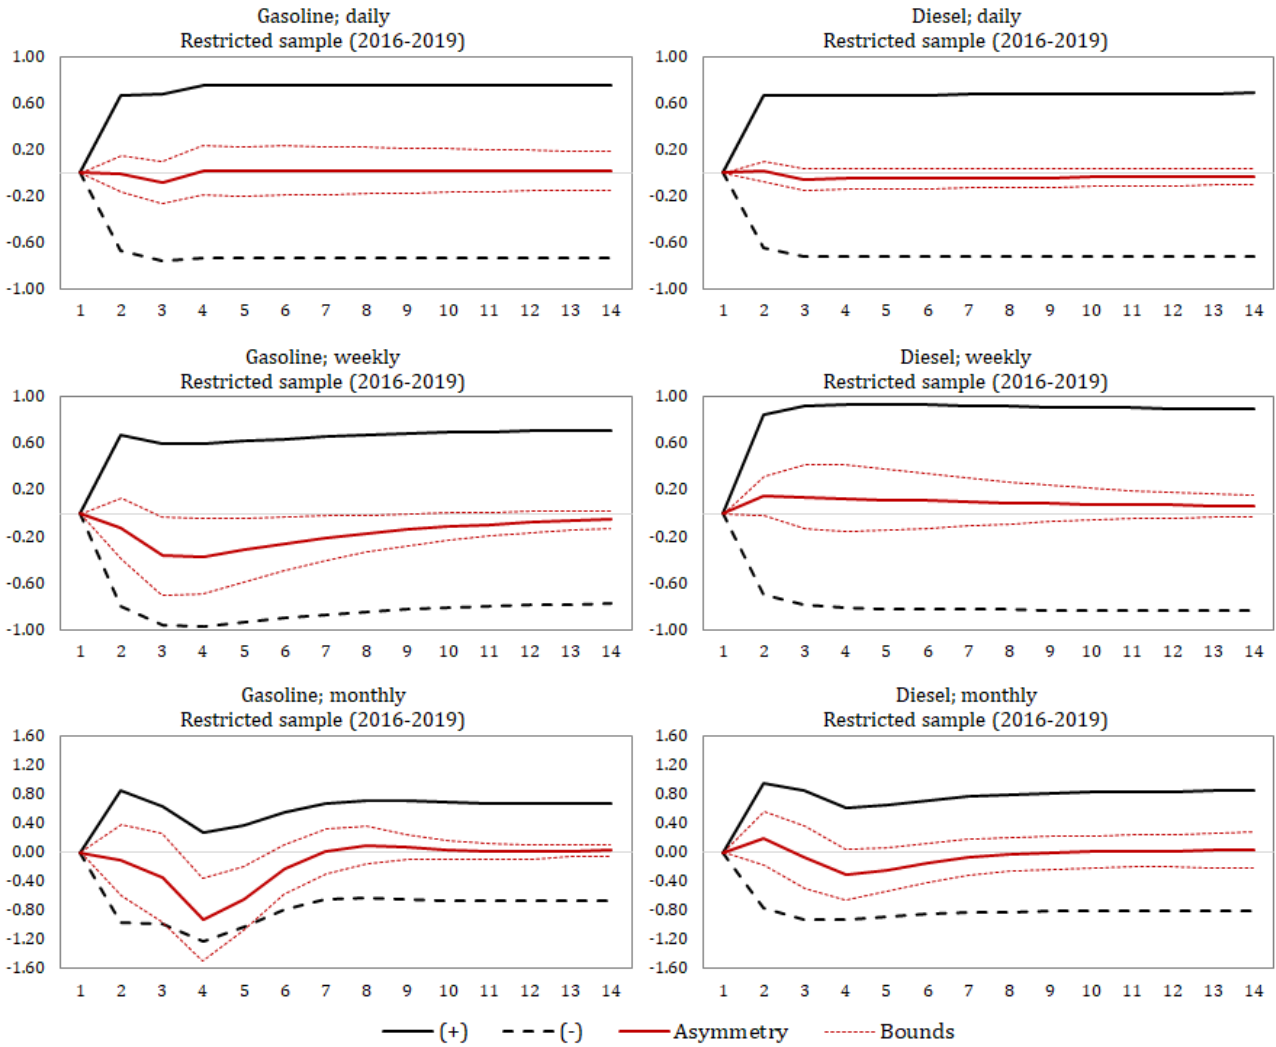 Gasoline; daily
Restricted sample (2016-2019)
1.00
0.60
0.20
-0.20
-0.60
-1.00
1 2 3 4 5 6 7 8 9 10 11 12 13 14
Diesel; daily
Restricted sample (2016-2019)
1.00
0.60
0.20
-0.20
-0.60
-1.00
1 2 3 4 5 6 7 8 9 10 11 12 13 14
Gasoline; weekly
Restricted sample (2016-2019)
1.00
0.60
0.20
-0.20
-0.60
-1.00
1 2 3 4 5 6 7 8 9 10 11 12 13 14
Diesel; weekly
Restricted sample (2016-2019)
1.00
0.60
0.20
-0.20
-0.60
-1.00
1 2 3 4 5 6 7 8 9 10 11 12 13 14
Gasoline; monthly
Restricted sample (2016-2019)
1.60
1.20
0.80
0.40
0.00
-0.40
-0.80
-1.20
-1.60
1 2 3 4 5 6 7 8 9 10 11 12 13 14
Diesel; monthly
Restricted sample (2016-2019)
1.60
1.20
0.80
0.40
0.00
-0.40
-0.80
-1.20
-1.60
1 2 3 4 5 6 7 8 9 10 11 12 13 14
(+) (-) Asymmetry Bounds